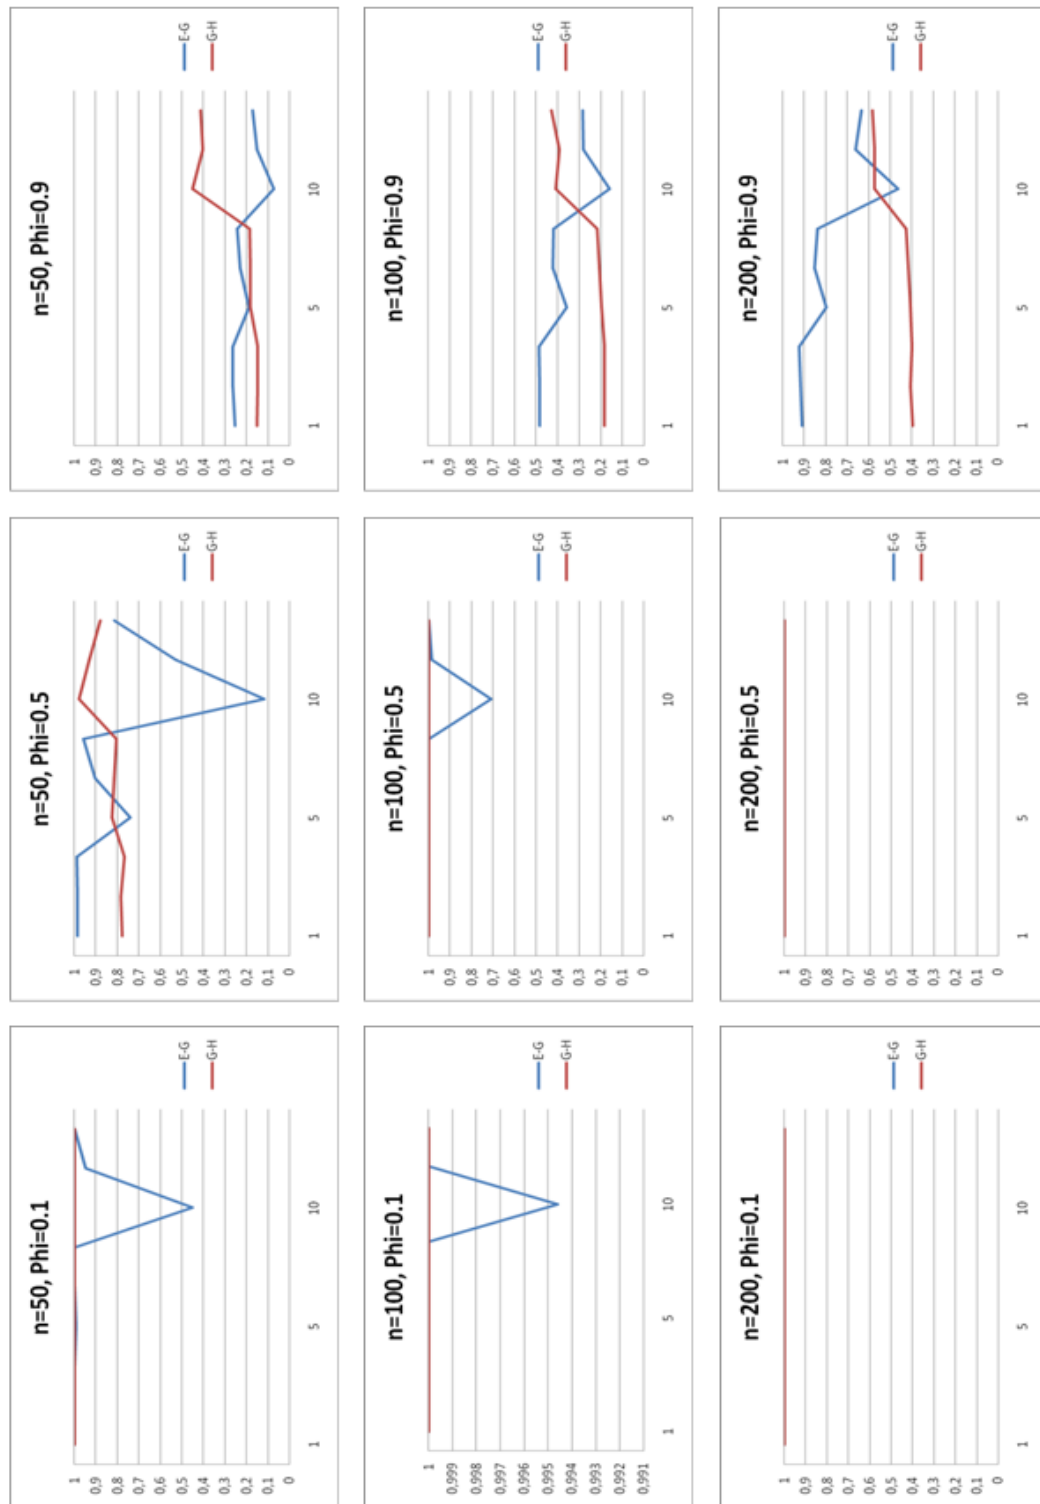 n=50, Phi=0.1
1
0,9
0,8
0,7
0,6
0,5
0,4
0,3
0,2
0,1
0
1 5 10
E-G
G-H
n=50, Phi=0.5
1
0,9
0,8
0,7
0,6
0,5
0,4
0,3
0,2
0,1
0
1 5 10
E-G
G-H
n=50, Phi=0.9
1
0,9
0,8
0,7
0,6
0,5
0,4
0,3
0,2
0,1
0
1 5 10
E-G
G-H
n=100, Phi=0.1
1
0,999
0,998
0,997
0,996
0,995
0,994
0,993
0,992
0,991
1 5 10
E-G
G-H
n=100, Phi=0.5
1
0,9
0,8
0,7
0,6
0,5
0,4
0,3
0,2
0,1
0
1 5 10
E-G
G-H
n=100, Phi=0.9
1
0,9
0,8
0,7
0,6
0,5
0,4
0,3
0,2
0,1
0
1 5 10
E-G
G-H
n=200, Phi=0.1
1
0,9
0,8
0,7
0,6
0,5
0,4
0,3
0,2
0,1
0
1 5 10
E-G
G-H
n=200, Phi=0.5
1
0,9
0,8
0,7
0,6
0,5
0,4
0,3
0,2
0,1
0
1 5 10
E-G
G-H
n=200, Phi=0.9
1
0,9
0,8
0,7
0,6
0,5
0,4
0,3
0,2
0,1
0
1 5 10
E-G
G-H